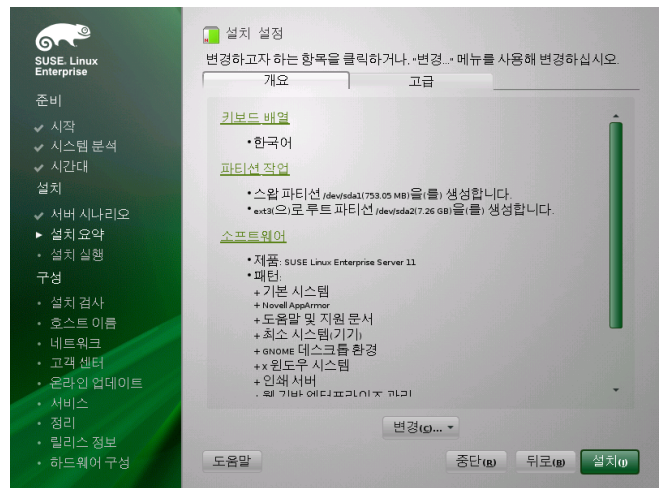 SUSE. Linux
Enterprise
준비
시작
시스템 분석
시간대
설치
서버 시나리오
설치 요약
설치 실행
구성
설치 검사
호스트 이름
네트워크
고객 센터
온라인 업데이트
서비스
정리
릴리스 정보
하드웨어 구성
설치 설정
변경하고자 하는 항목을 클릭하거나, "변경..." 메뉴를 사용해 변경하십시오.
개요 고급
키보드 배열
•한국어
파티션 작업
•스왑 파티션 /dev/sda1(753.05 MB)을(를) 생성합니다.
•ext3(으)로 루트 파티션 /dev/sda2(7.26 GB)을(를) 생성합니다.
소프트웨어
•제품: SUSE Linux Enterprise Server 11
•패턴:
+기본 시스템
+Novell AppArmor
+도움말 및 지원 문서
+최소 시스템(기기)
+GNOME 데스크톱 환경
+X 윈도우 시스템
+인쇄 서버
+웹 기반 엔터프라이즈 관리
변경(C)...
도움말 중단(R) 뒤로(B) 설치(I)